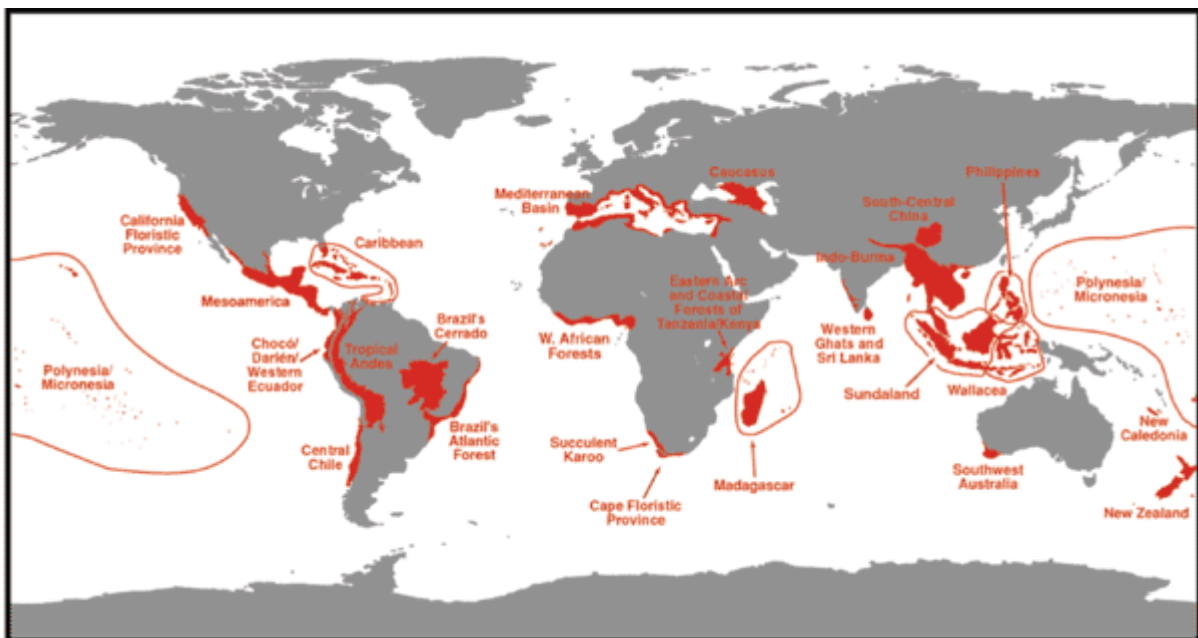 Philippines
Caucasus
Mediterranean
Basin
South-Central
China
California
Floristic
Province
Caribbean
Indo-Burma
Eastern Arc
and Coastal
Forests of
Tanzania/Kenya
Polynesia/
Micronesia
Mesoamerica
Brazil's
Cerrado
W. African
Forests
Western
Ghats and
Sri Lanka
Chocó/
Darién/
Western
Ecuador
Tropical
Andes
Polynesia/
Micronesia
Sundaland
Wallacea
New
Caledonia
Brazil's
Atlantic
Forest
Central
Chile
Succulent
Karoo
Madagascar
Southwest
Australia
Cape Floristic
Province
New Zealand